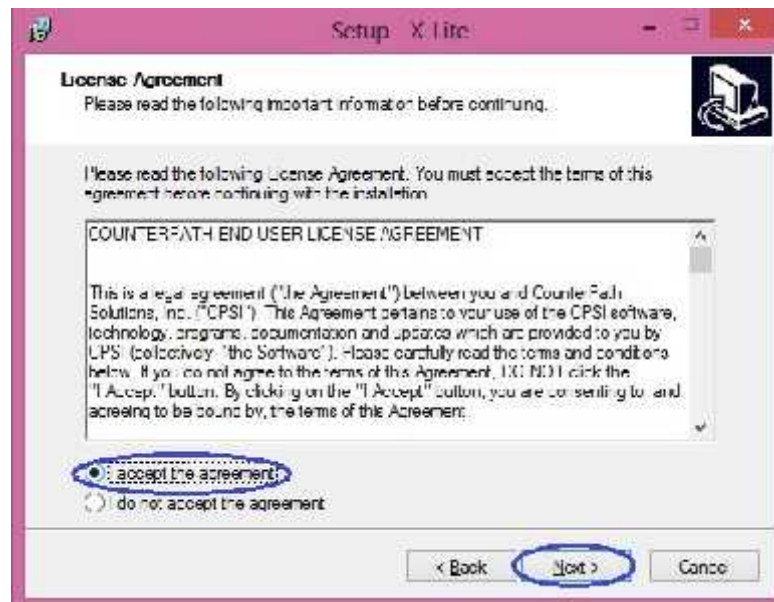 Setup X-Lite
License Agreement
Please read the following important information before continuing.
Please read the following License Agreement. You must accept the terms of this
agreement before continuing with the installation.
COUNTERPATH END USER LICENSE AGREEMENT
This is a legal agreement ("the Agreement") between you and CounterPath
Solutions, Inc. ("CPSI"). This Agreement pertains to your use of the CPSI software,
technology, programs, documentation and updates which are provided to you by
CPSI (collectively "the Software"). Please carefully read the terms and conditions
below. If you do not agree to the terms of this Agreement, DO NOT click the
"I Accept" button. By clicking on the "I Accept" button, you are consenting to and
agreeing to be bound by, the terms of this Agreement.
I accept the agreement
I do not accept the agreement
< Back
Next >
Cancel